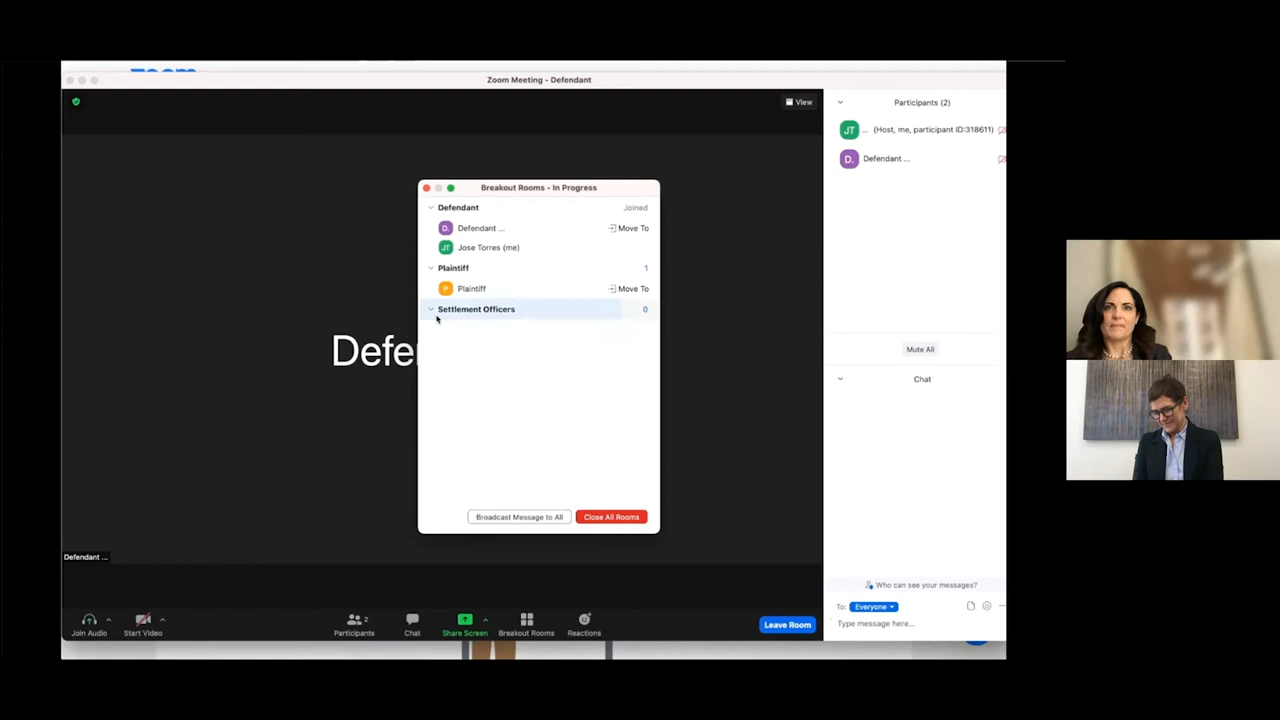 Zoom Meeting - Defendant
View
Participants (2)
JT ... (Host, me, participant ID:318611)
D. Defendant ...
Breakout Rooms - In Progress
Defendant Joined
D. Defendant ... Move To
JT Jose Torres (me)
Plaintiff 1
P Plaintiff Move To
Settlement Officers 0
Defe
Mute All
Chat
Broadcast Message to All
Close All Rooms
Defendant ...
Who can see your messages?
To: Everyone
Type message here...
2
Join Audio
Start Video
Participants
Chat
Share Screen
Breakout Rooms
Reactions
Leave Room